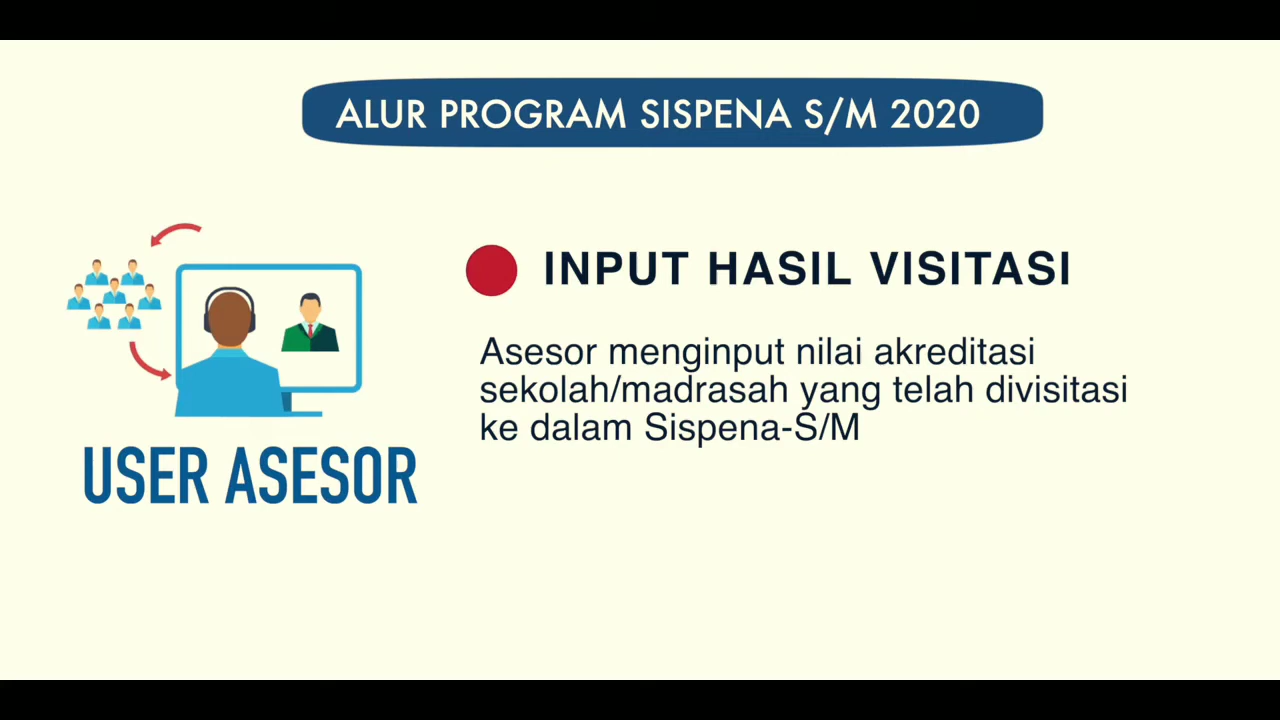 ALUR PROGRAM SISPENA S/M 2020
INPUT HASIL VISITASI
Asesor menginput nilai akreditasi
sekolah/madrasah yang telah divisitasi
ke dalam Sispena-S/M
USER ASESOR